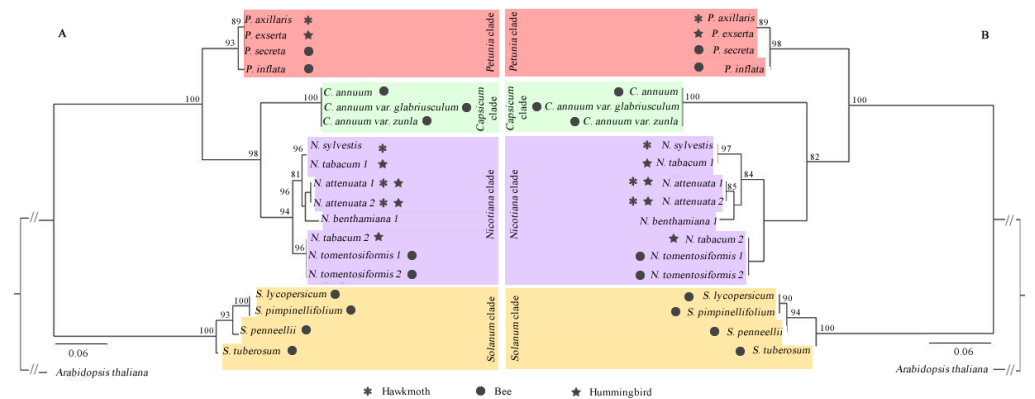 A
B
89
P. axillaris
P. exserta
93
P. secreta
P. inflata
Petunia clade
Petunia clade
P. axillaris
89
P. exserta
98
P. secreta
P. inflata
100
100
100
C. annuum
C. annuum var. glabriusculum
C. annuum var. zunla
Capsicum
clade
Capsicum
clade
C. annuum
C. annuum var. glabriusculum
100
C. annuum var. zunla
98
82
96
N. sylvestis
N. tabacum 1
81
N. attenuata 1
96
N. attenuata 2
94
N. benthamiana 1
N. tabacum 2
96
N. tomentosiformis 1
N. tomentosiformis 2
Nicotiana clade
Nicotiana clade
N. sylvestis
97
N. tabacum 1
84
N. attenuata 1
85
N. attenuata 2
N. benthamiana 1
N. tabacum 2
N. tomentosiformis 1
N. tomentosiformis 2
100
S. lycopersicum
100
S. pimpinellifolium
93
S. penneellii
100
S. tuberosum
Solanum clade
Solanum clade
S. lycopersicum
90
S. pimpinellifolium
94
S. penneellii
100
S. tuberosum
0.06
0.06
Arabidopsis thaliana
Arabidopsis thaliana
Hawkmoth
Bee
Hummingbird